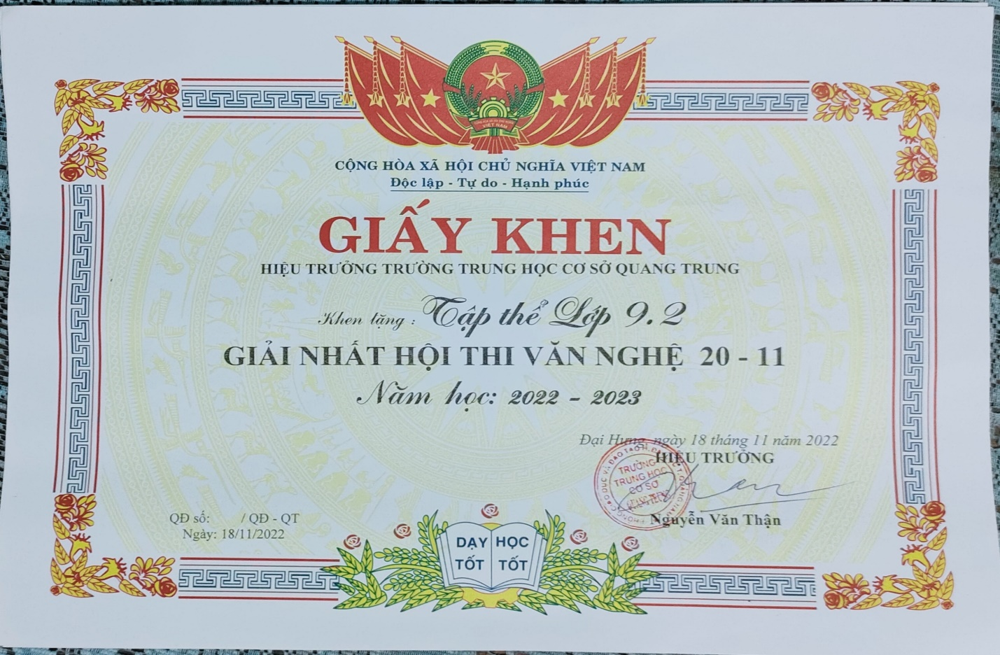 CỘNG HÒA XÃ HỘI CHỦ NGHĨA VIỆT NAM
Độc lập - Tự do - Hạnh phúc
GIẤY KHEN
HIỆU TRƯỞNG TRƯỜNG TRUNG HỌC CƠ SỞ QUANG TRUNG
Khen tặng : Tập thể Lớp 9.2
GIẢI NHẤT HỘI THI VĂN NGHỆ 20 - 11
Năm học: 2022 - 2023
Đại Hưng, ngày 18 tháng 11 năm 2022
HIỆU TRƯỞNG
TRƯỜNG
TRUNG HỌC
CƠ SỞ
Nguyễn Văn Thận
QĐ số: / QĐ - QT
Ngày: 18/11/2022
DẠY HỌC
TỐT TỐT